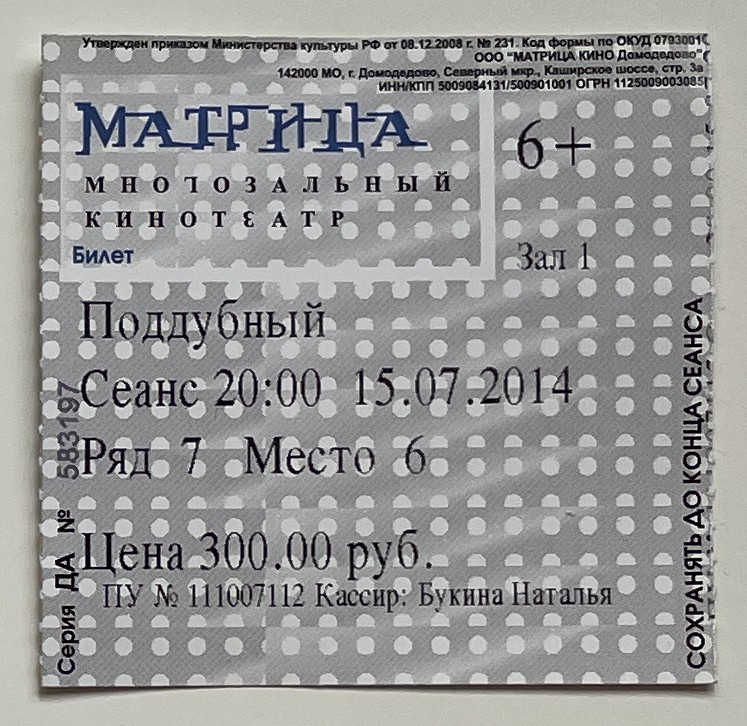 Утвержден приказом Министерства культуры РФ от 08.12.2008 г. № 231. Код формы по ОКУД 0793001
ООО "МАТРИЦА КИНО Домодедово"
142000 МО, г. Домодедово, Северный мкр., Каширское шоссе, стр. 3а
ИНН/КПП 5009084131/500901001 ОГРН 1125009003085
МАТРИЦА
МНОГОЗАЛЬНЫЙ
КИНОТЕАТР
Билет
6+
Зал 1
Поддубный
Сеанс 20:00 15.07.2014
Ряд 7 Место 6
Цена 300.00 руб.
ПУ № 111007112 Кассир: Букина Наталья
Серия ДА № 583197
СОХРАНЯТЬ ДО КОНЦА СЕАНСА